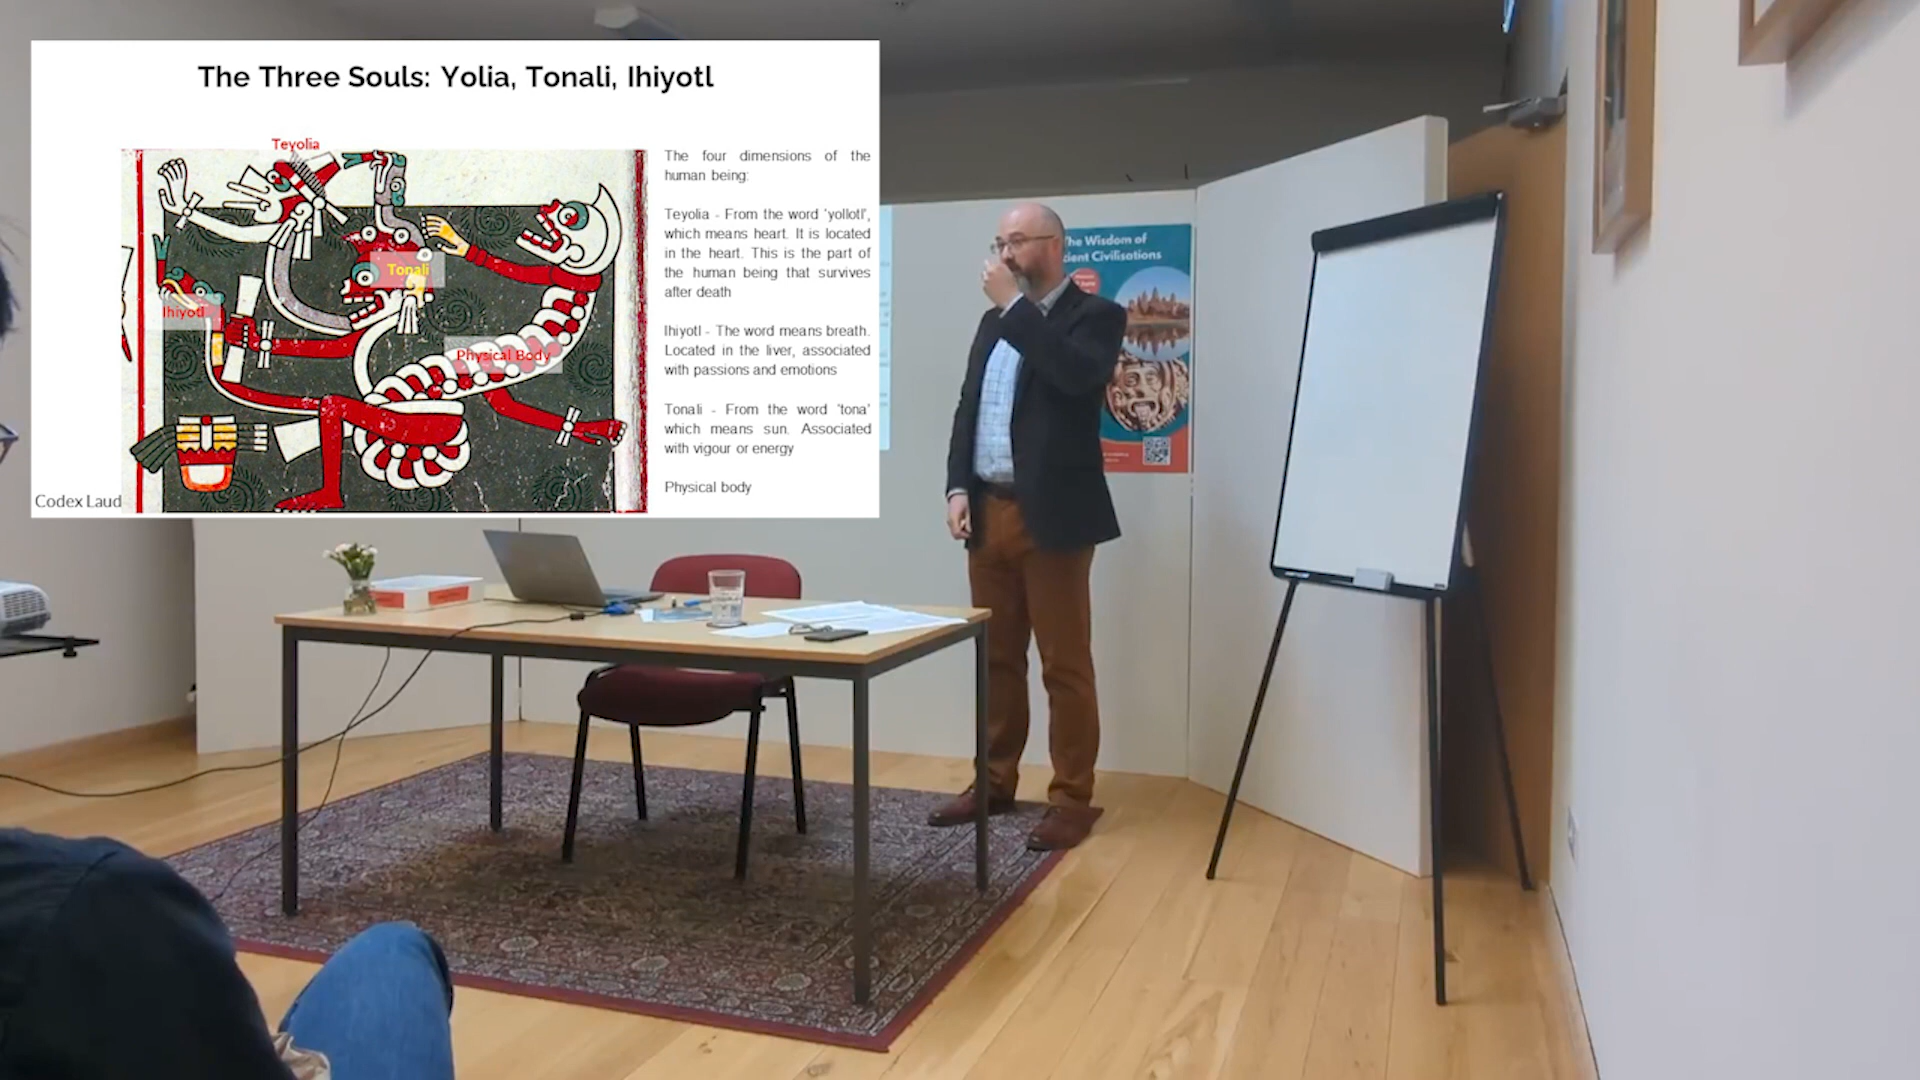 The Three Souls: Yolia, Tonali, Ihiyotl
Teyolia
Tonali
Ihiyotl
Physical Body
Codex Laud
The four dimensions of the
human being:
Teyolia - From the word 'yollotl',
which means heart. It is located
in the heart. This is the part of
the human being that survives
after death
Ihiyotl - The word means breath.
Located in the liver, associated
with passions and emotions
Tonali - From the word 'tona'
which means sun. Associated
with vigour or energy
Physical body
The Wisdom of
Civilisations